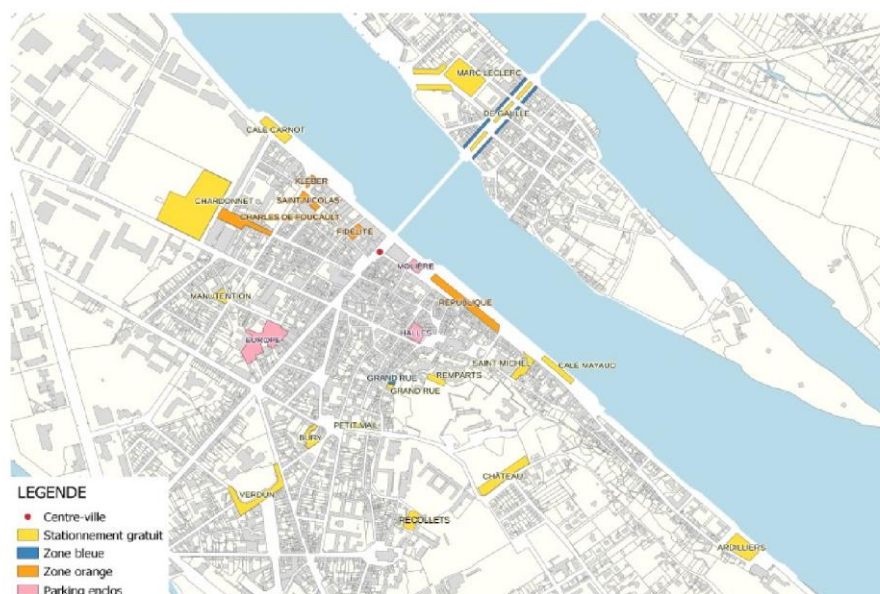 MARC LECLERC
DE GAULLE
CALE CARNOT
KLEBER
CHARDONNET
SAINT-NICOLAS
CHARLES DE FOUCAULT
FIDELITE
MOLIERE
MANUTENTION
REPUBLIQUE
EUROPE
HALLES
SAINT-MICHEL
CALE MAYAUD
GRAND RUE
REMPARTS
GRAND RUE
PETIT MAIL
BURY
CHÂTEAU
VERDUN
RECOLLETS
ARDILLIERS
LEGENDE
Centre-ville
Stationnement gratuit
Zone bleue
Zone orange
Parking enclos